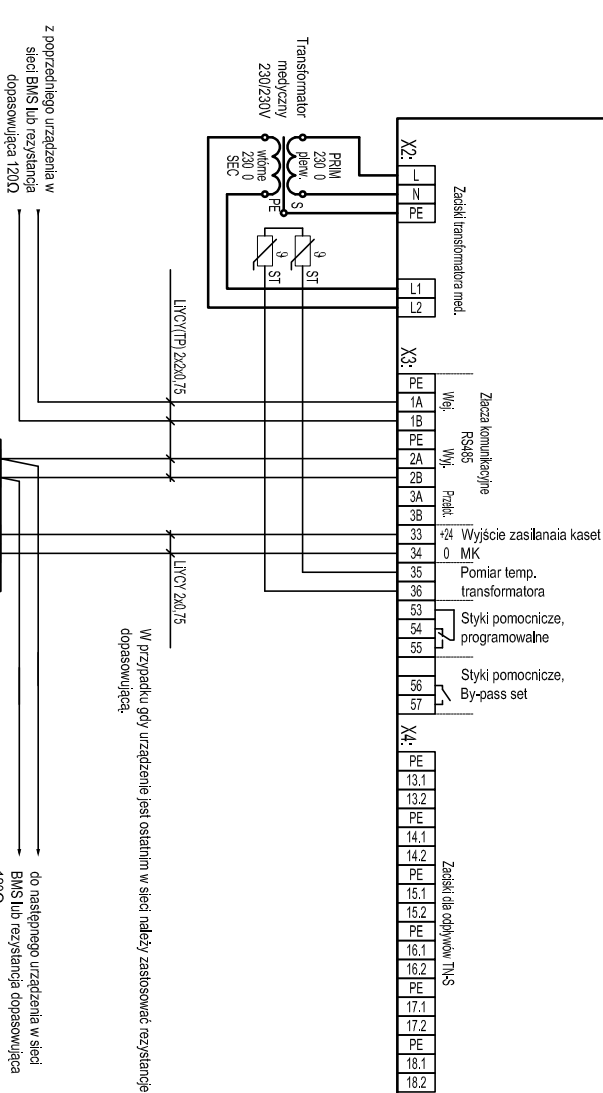 z poprzedniego urządzenia w
sieci BMS lub rezystancja
dopasowująca 120Ω
Transformator
medyczny
230/230V
PRIM
230 0
pierw.
S
wtórne
230 0
SEC
PE
ϑ
ST
ϑ
ST
X2:
L
N
PE
L1
L2
Zaciski transformatora med.
LiYCY(TP) 2x2x0,75
LiYCY 2x0,75
X3:
PE
1A
1B
PE
2A
2B
3A
3B
33
34
35
36
53
54
55
56
57
Wej.
Wyj.
Przelot.
Złącza komunikacyjne
RS485
+24 Wyjście zasilanaia kaset
0 MK
Pomiar temp.
transformatora
Styki pomocnicze,
programowalne
Styki pomocnicze,
By-pass set
X4:
PE
13.1
13.2
PE
14.1
14.2
PE
15.1
15.2
PE
16.1
16.2
PE
17.1
17.2
PE
18.1
18.2
Zaciski dla odpływów TN-S
W przypadku gdy urządzenie jest ostatnim w sieci należy zastosować rezystancje
dopasowującą.
do następnego urządzenia w sieci
BMS lub rezystancja dopasowująca